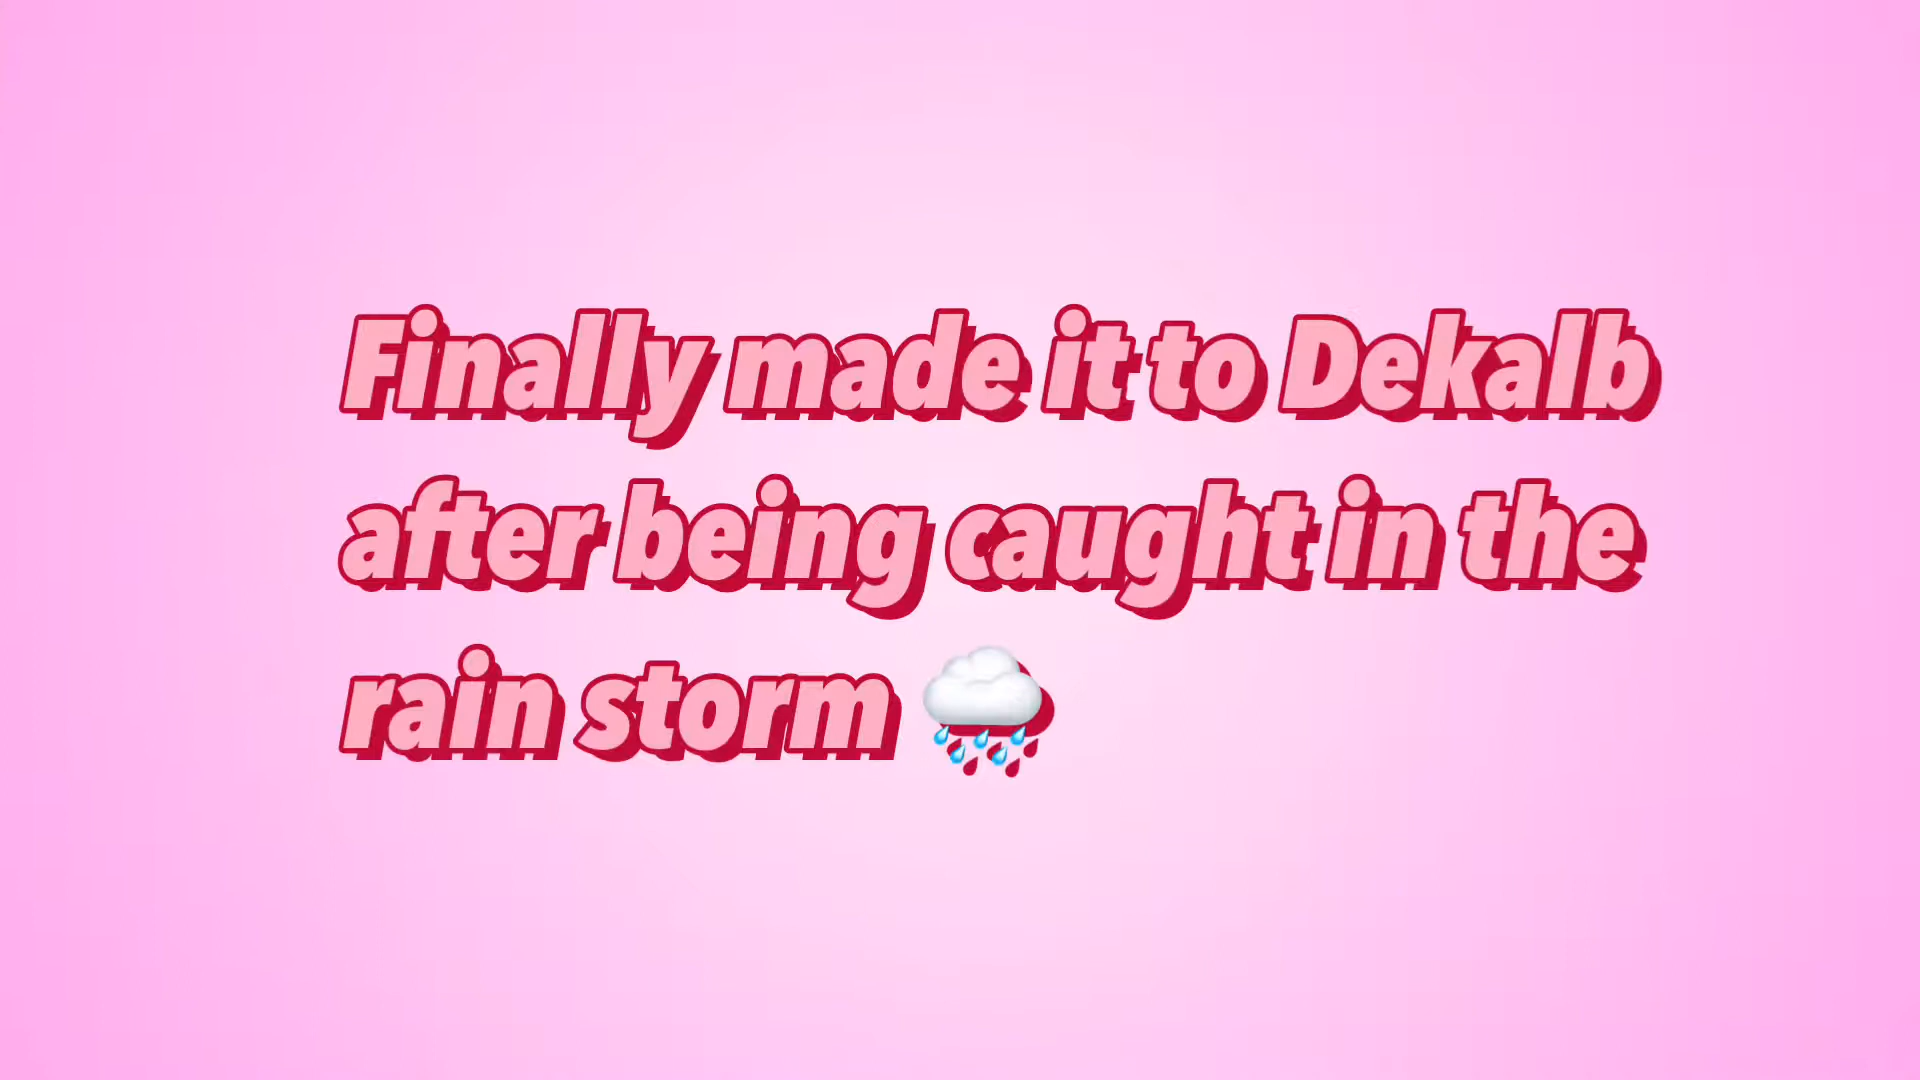 Finally made it to Dekalb
after being caught in the
rain storm 🌧️